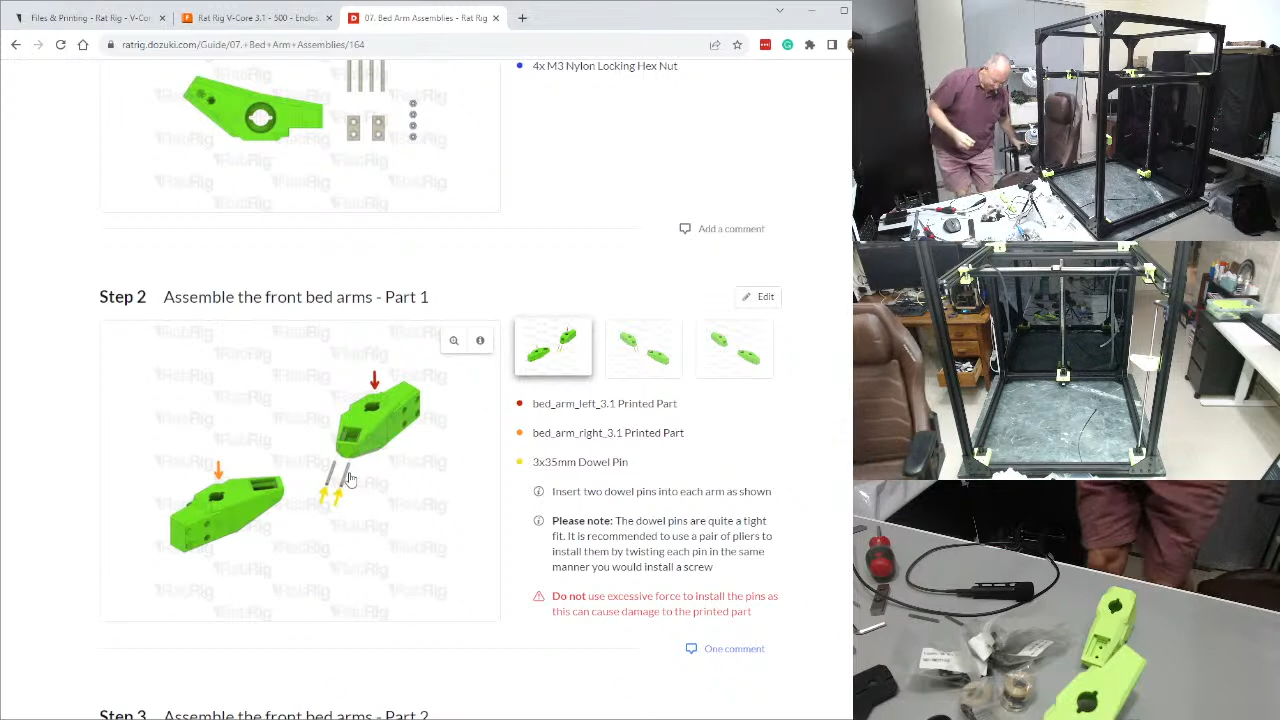 Files & Printing - Rat Rig - V-Co
Rat Rig V-Core 3.1 - 500 - Endos
07. Bed Arm Assemblies - Rat Rig
ratrig.dozuki.com/Guide/07.+Bed+Arm+Assemblies/164
4x M3 Nylon Locking Hex Nut
Add a comment
Step 2 Assemble the front bed arms - Part 1
Edit
bed_arm_left_3.1 Printed Part
bed_arm_right_3.1 Printed Part
3x35mm Dowel Pin
Insert two dowel pins into each arm as shown
Please note: The dowel pins are quite a tight
fit. It is recommended to use a pair of pliers to
install them by twisting each pin in the same
manner you would install a screw
Do not use excessive force to install the pins as
this can cause damage to the printed part
One comment
Step 3 Assemble the front bed arms - Part 2